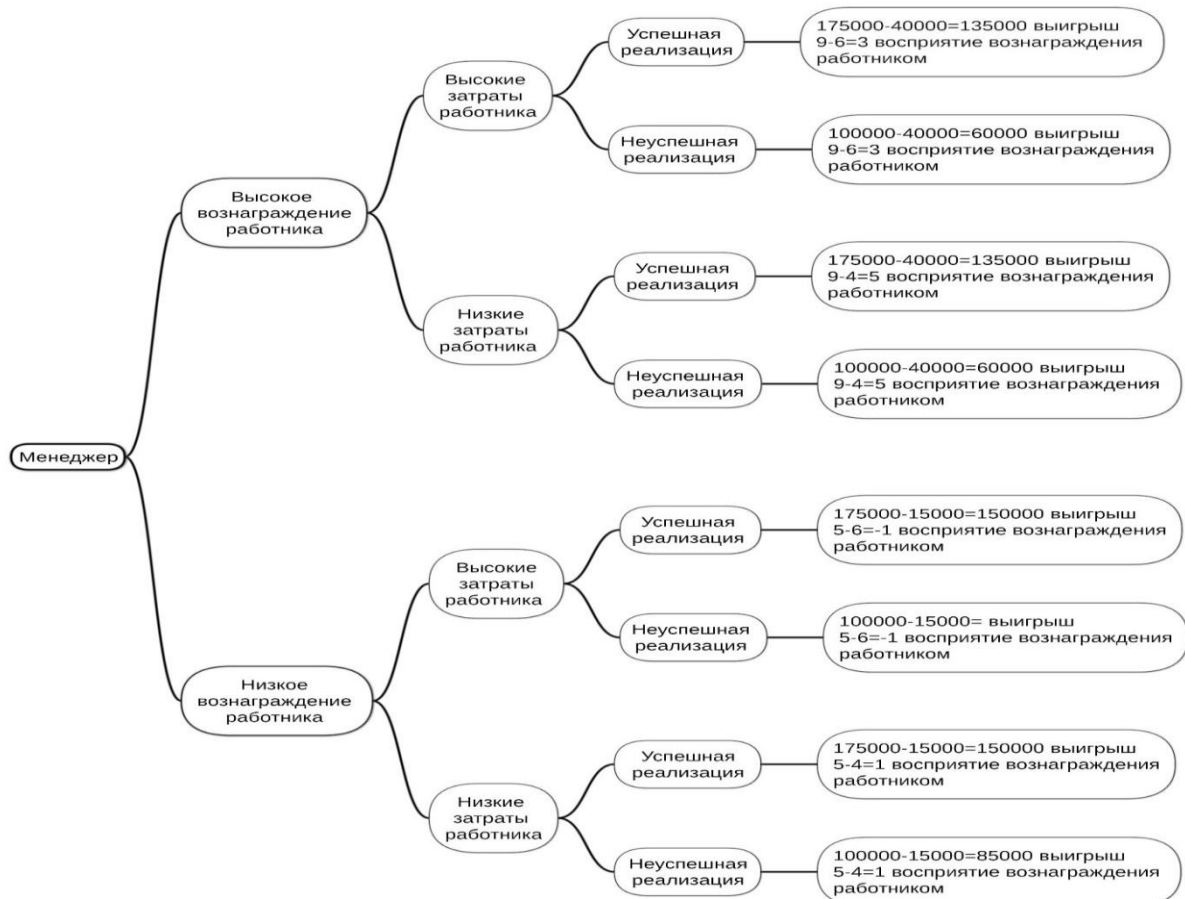 Менеджер
Высокое
вознаграждение
работника
Высокие
затраты
работника
Успешная
реализация
175000-40000=135000 выигрыш
9-6=3 восприятие вознаграждения
работником
Неуспешная
реализация
100000-40000=60000 выигрыш
9-6=3 восприятие вознаграждения
работником
Низкие
затраты
работника
Успешная
реализация
175000-40000=135000 выигрыш
9-4=5 восприятие вознаграждения
работником
Неуспешная
реализация
100000-40000=60000 выигрыш
9-4=5 восприятие вознаграждения
работником
Низкое
вознаграждение
работника
Высокие
затраты
работника
Успешная
реализация
175000-15000=150000 выигрыш
5-6=-1 восприятие вознаграждения
работником
Неуспешная
реализация
100000-15000= выигрыш
5-6=-1 восприятие вознаграждения
работником
Низкие
затраты
работника
Успешная
реализация
175000-15000=150000 выигрыш
5-4=1 восприятие вознаграждения
работником
Неуспешная
реализация
100000-15000=85000 выигрыш
5-4=1 восприятие вознаграждения
работником